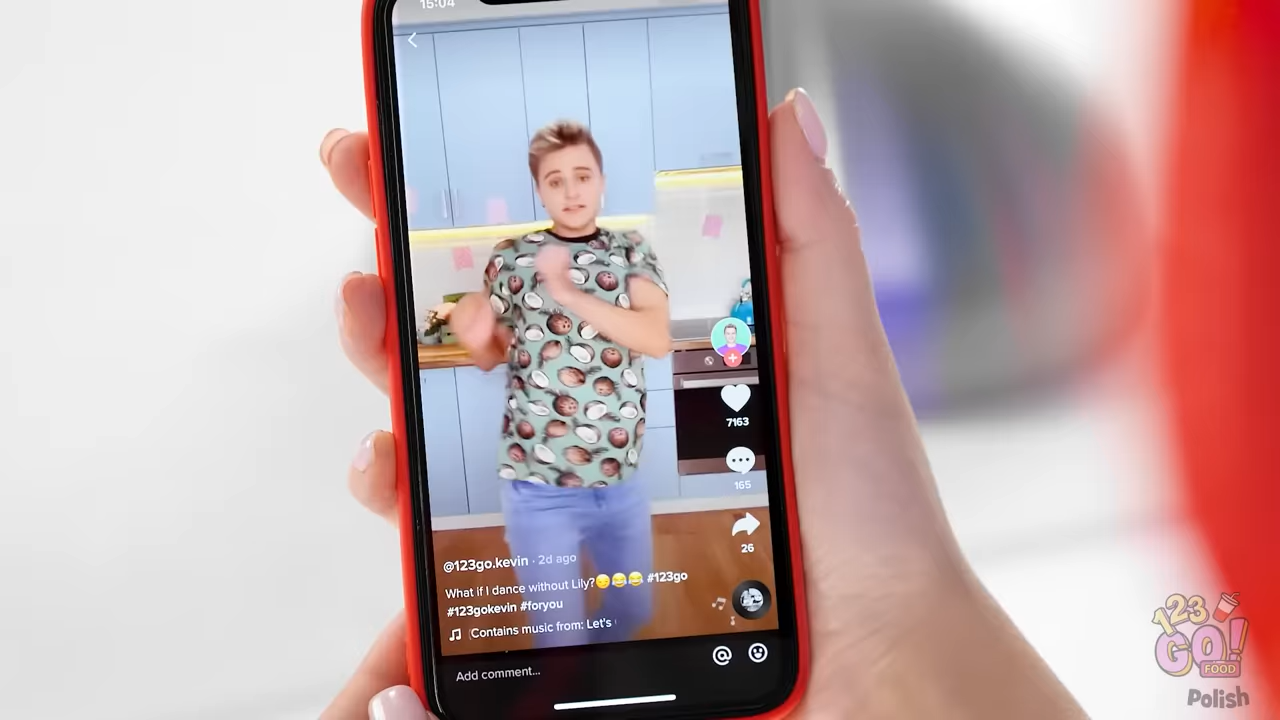 15:04
7163
165
26
@123go.kevin · 2d ago
What if I dance without Lily?😏😂😂 #123go
#123gokevin #foryou
Contains music from: Let's
Add comment...
123
GO!
FOOD
Polish